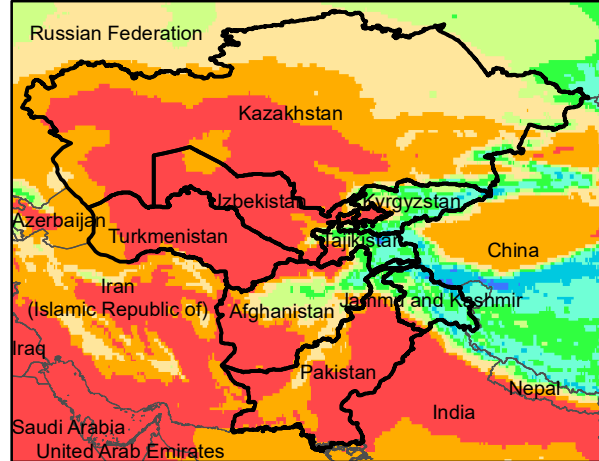 Russian Federation
Kazakhstan
Uzbekistan
Kyrgyzstan
Azerbaijan
Turkmenistan
Tajikistan
China
Iran
(Islamic Republic of)
Afghanistan
Jammu and Kashmir
Iraq
Pakistan
Nepal
India
Saudi Arabia
United Arab Emirates